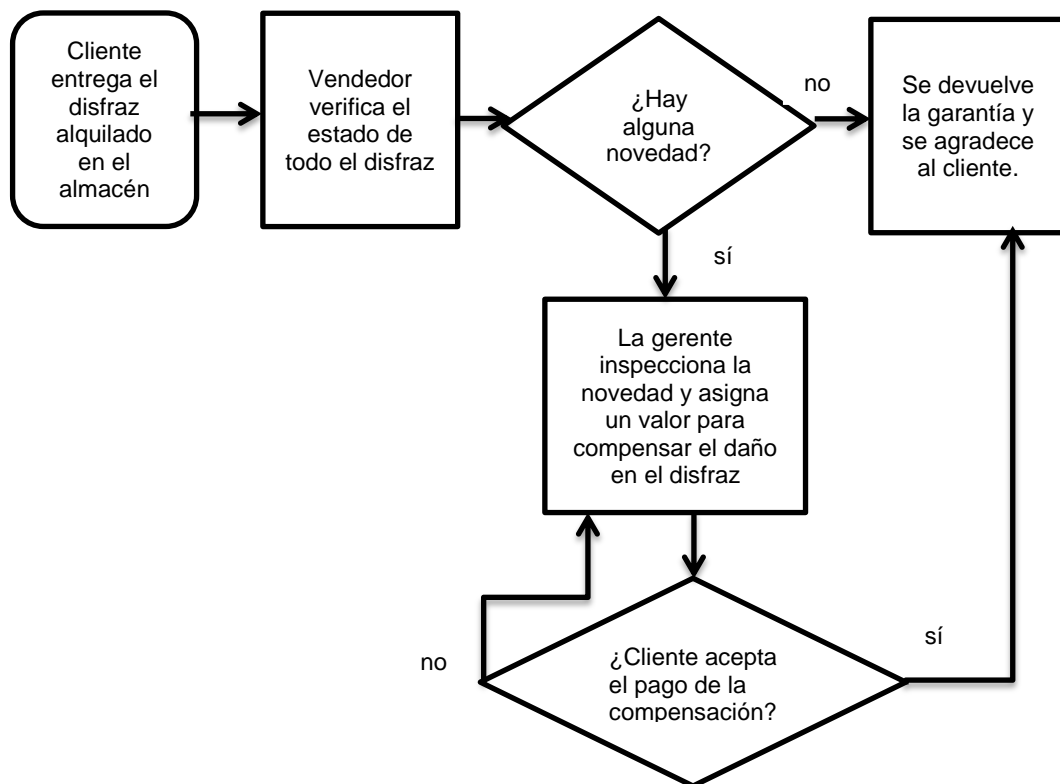 Cliente
entrega el
disfraz
alquilado
en el
almacén
Vendedor
verifica el
estado de
todo el disfraz
¿Hay
alguna
novedad?
no
Se devuelve
la garantía y
se agradece
al cliente.
sí
La gerente
inspecciona la
novedad y asigna
un valor para
compensar el daño
en el disfraz
no
¿Cliente acepta
el pago de la
compensación?
sí